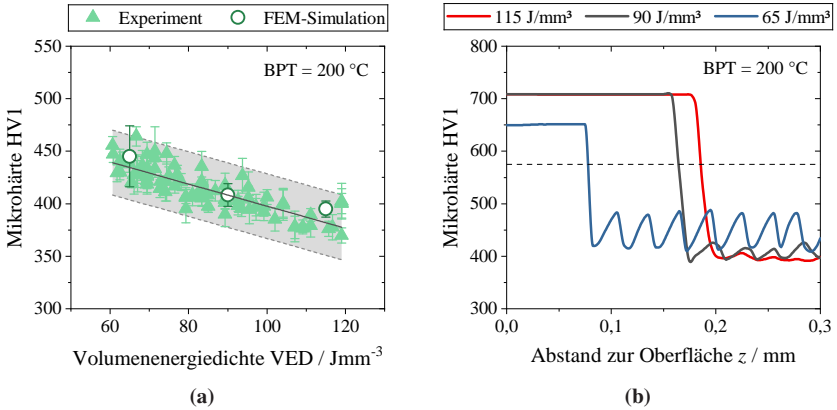 Experiment FEM-Simulation
BPT = 200 °C
Mikrohärte HV1
550
500
450
400
350
300
60 80 100 120
Volumenenergiedichte VED / Jmm-3
(a)
115 J/mm³ 90 J/mm³ 65 J/mm³
BPT = 200 °C
Mikrohärte HV1
800
700
600
500
400
300
0,0 0,1 0,2 0,3
Abstand zur Oberfläche z / mm
(b)